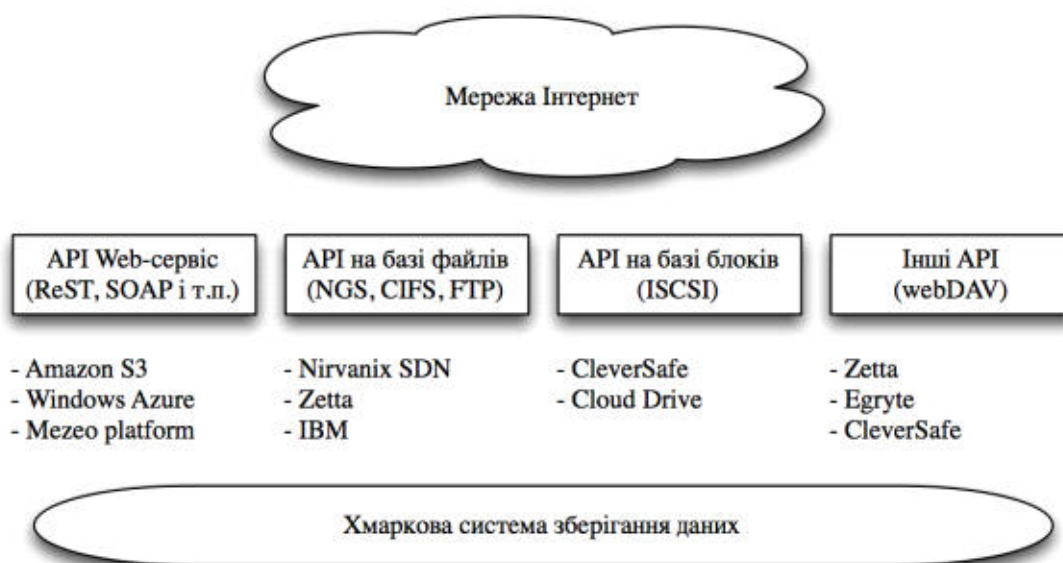 Мережа Інтернет
API Web-сервіс
(ReST, SOAP і т.п.)
- Amazon S3
- Windows Azure
- Mezeo platform
API на базі файлів
(NGS, CIFS, FTP)
- Nirvanix SDN
- Zetta
- IBM
API на базі блоків
(ISCSI)
- CleverSafe
- Cloud Drive
Інші API
(webDAV)
- Zetta
- Egryte
- CleverSafe
Хмаркова система зберігання даних